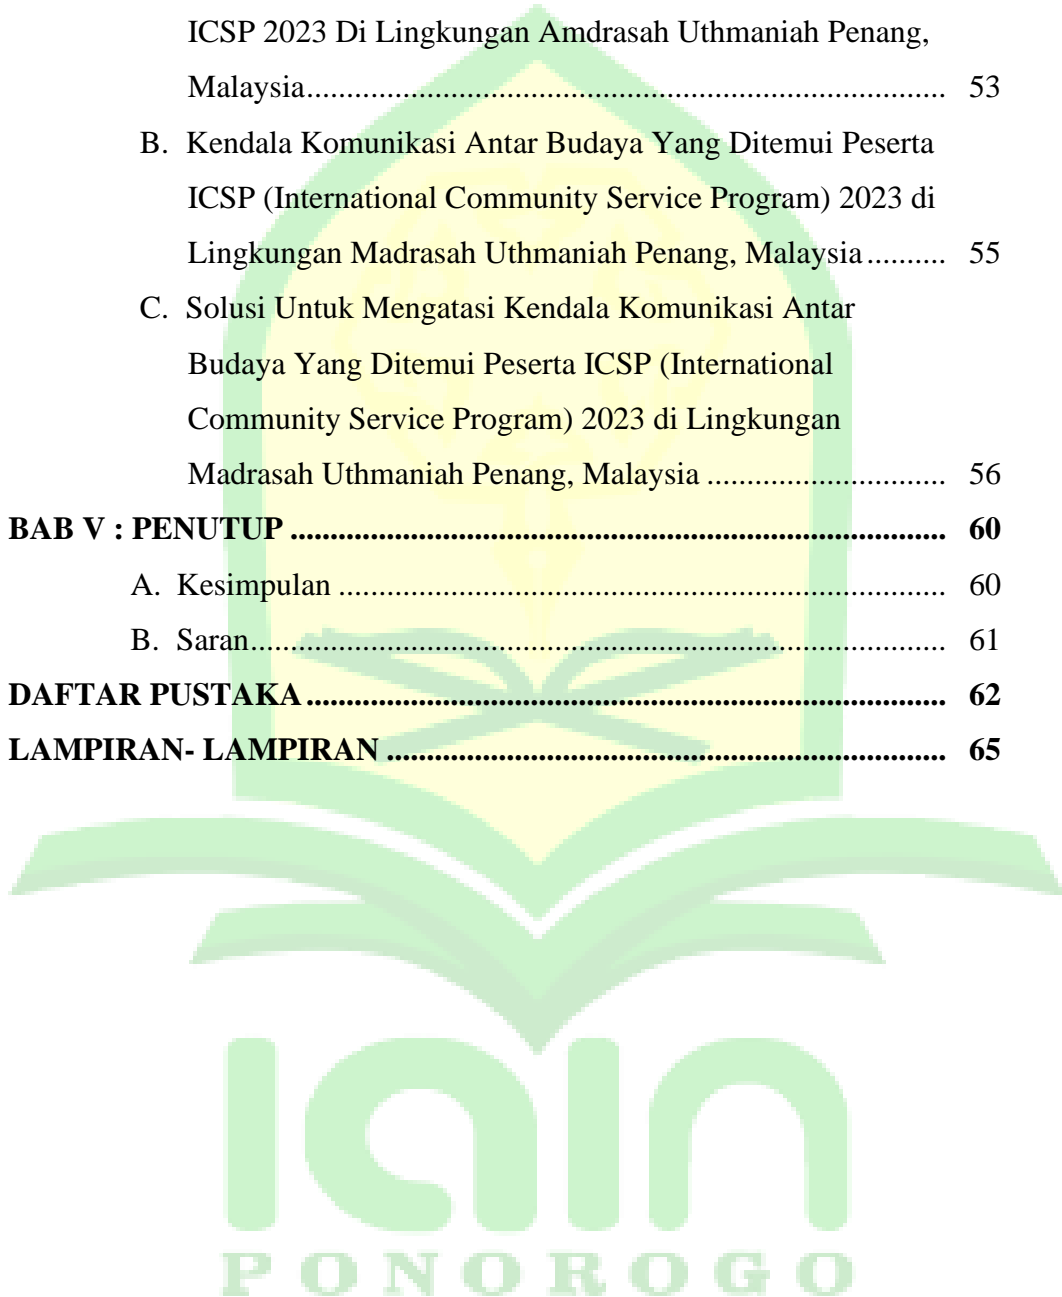 ICSP 2023 Di Lingkungan Amdrasah Uthmaniah Penang,
Malaysia................................................................................ 53
B. Kendala Komunikasi Antar Budaya Yang Ditemui Peserta
ICSP (International Community Service Program) 2023 di
Lingkungan Madrasah Uthmaniah Penang, Malaysia .......... 55
C. Solusi Untuk Mengatasi Kendala Komunikasi Antar
Budaya Yang Ditemui Peserta ICSP (International
Community Service Program) 2023 di Lingkungan
Madrasah Uthmaniah Penang, Malaysia .............................. 56
BAB V : PENUTUP ................................................................................ 60
A. Kesimpulan ........................................................................... 60
B. Saran...................................................................................... 61
DAFTAR PUSTAKA .............................................................................. 62
LAMPIRAN- LAMPIRAN ..................................................................... 65
iain
PONOROGO